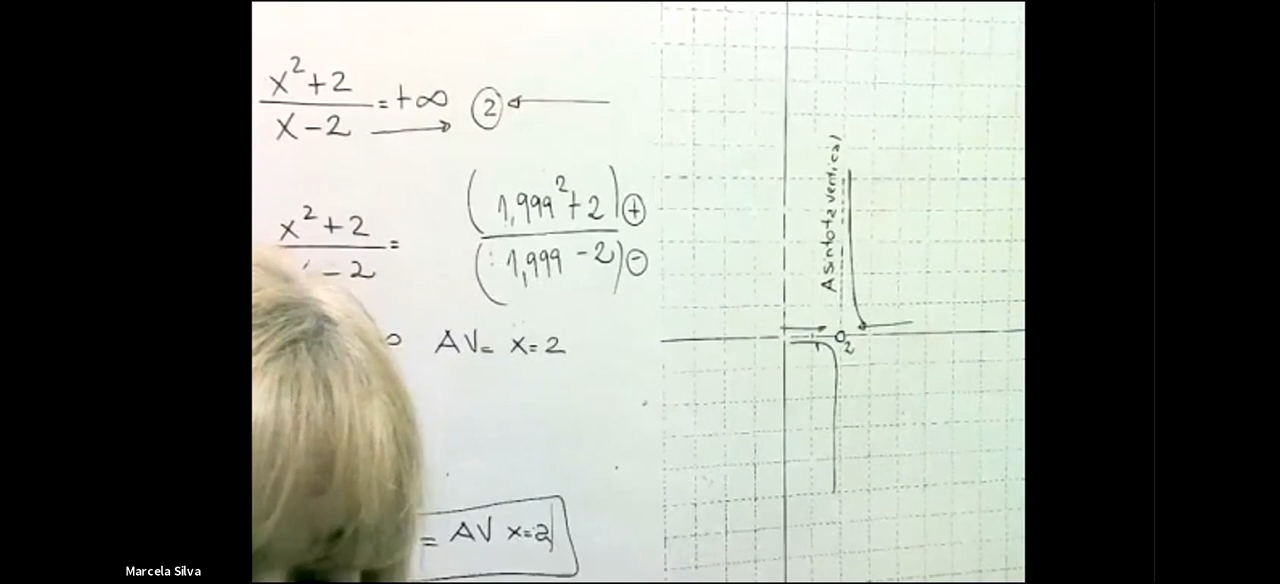 x²+2
x-2 = +∞ ②
x²+2
-2 =
(1,999²+2) ⊕
(1,999 - 2) ⊖
AV= x=2
= AV x=2
Asintota vertical
2
Marcela Silva